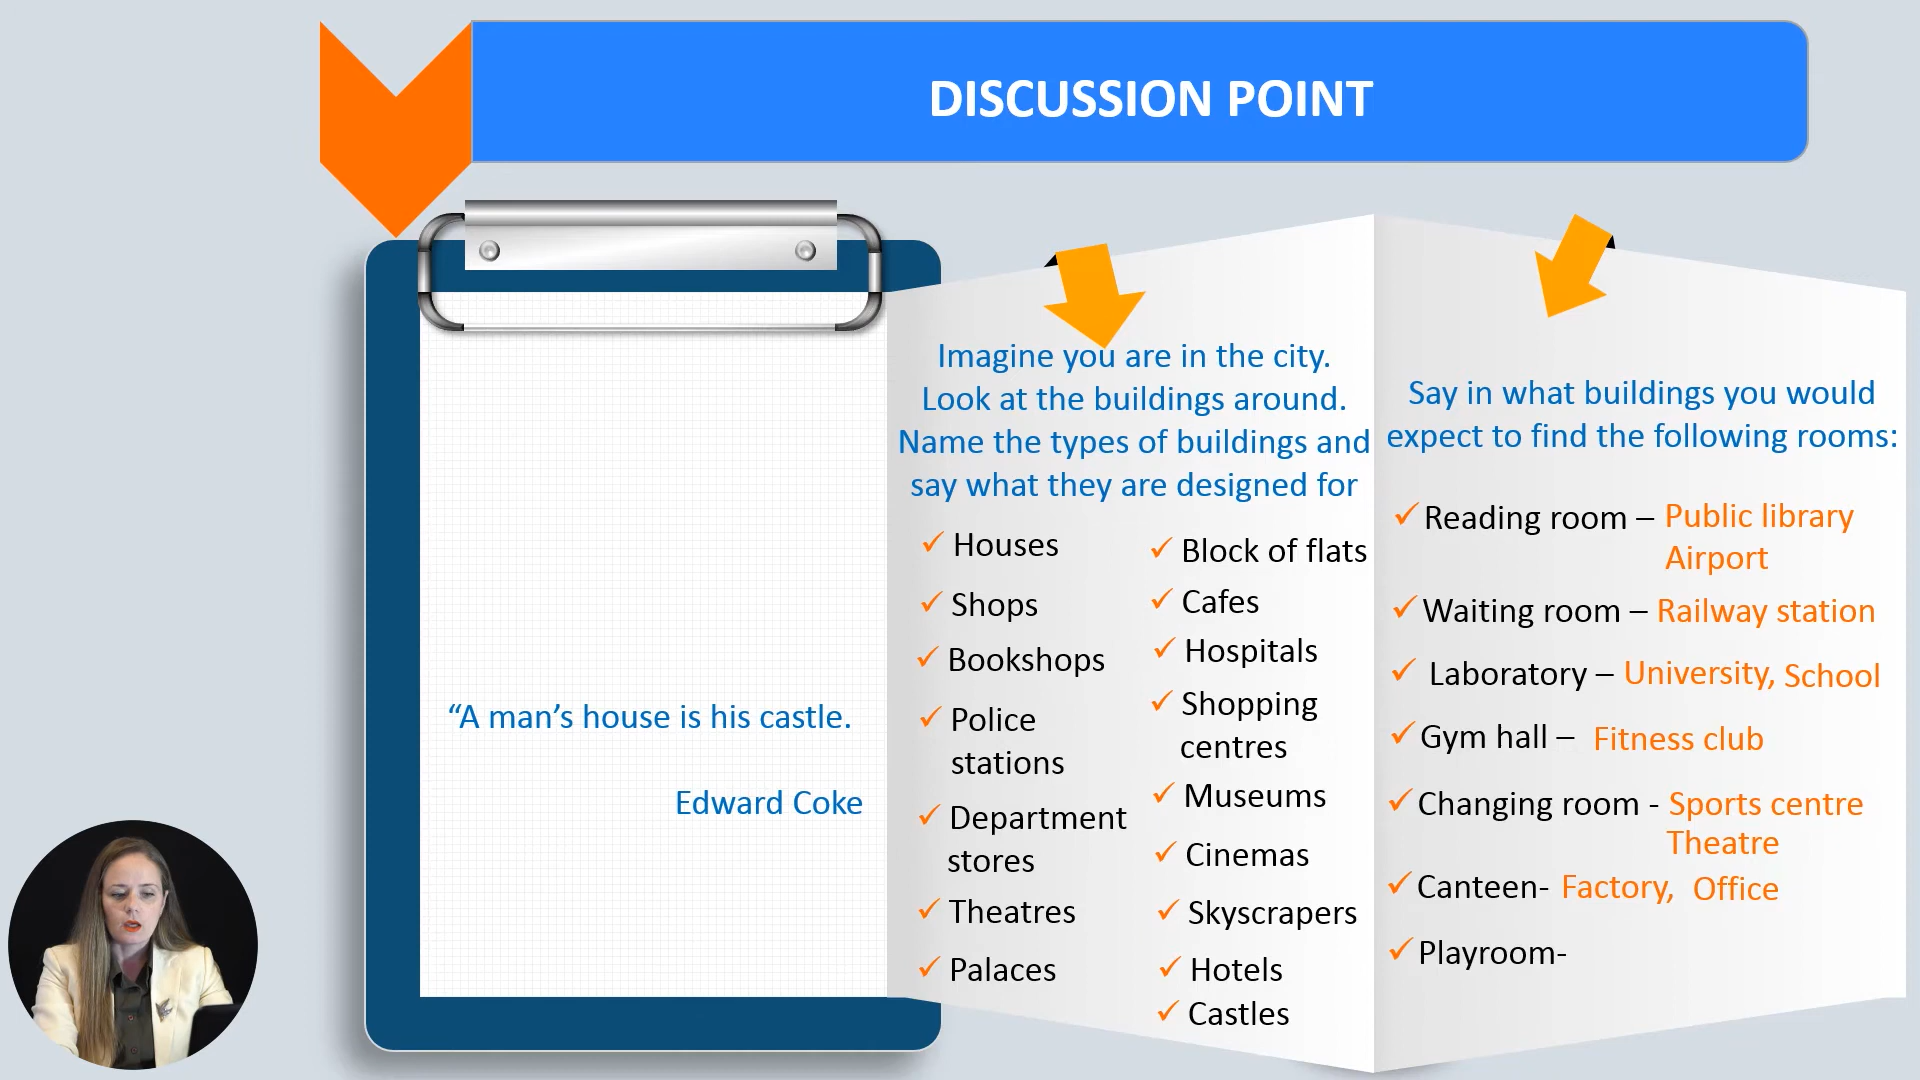 DISCUSSION POINT
“A man’s house is his castle.
Edward Coke
Imagine you are in the city.
Look at the buildings around.
Name the types of buildings and
say what they are designed for
Houses
Shops
Bookshops
Police
stations
Department
stores
Theatres
Palaces
Block of flats
Cafes
Hospitals
Shopping
centres
Museums
Cinemas
Skyscrapers
Hotels
Castles
Say in what buildings you would
expect to find the following rooms:
Reading room – Public library
Airport
Waiting room – Railway station
Laboratory – University, School
Gym hall – Fitness club
Changing room - Sports centre
Theatre
Canteen- Factory, Office
Playroom-